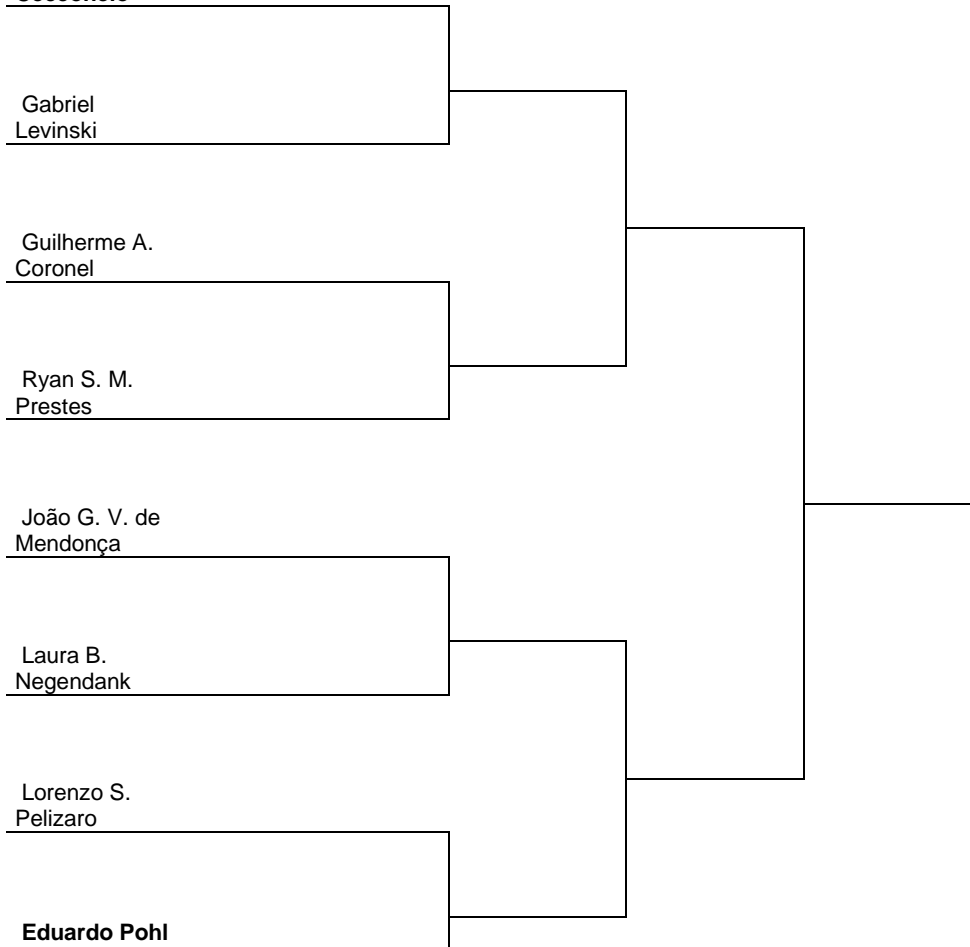 Gabriel
Levinski
Guilherme A.
Coronel
Ryan S. M.
Prestes
João G. V. de
Mendonça
Laura B.
Negendank
Lorenzo S.
Pelizaro
Eduardo Pohl